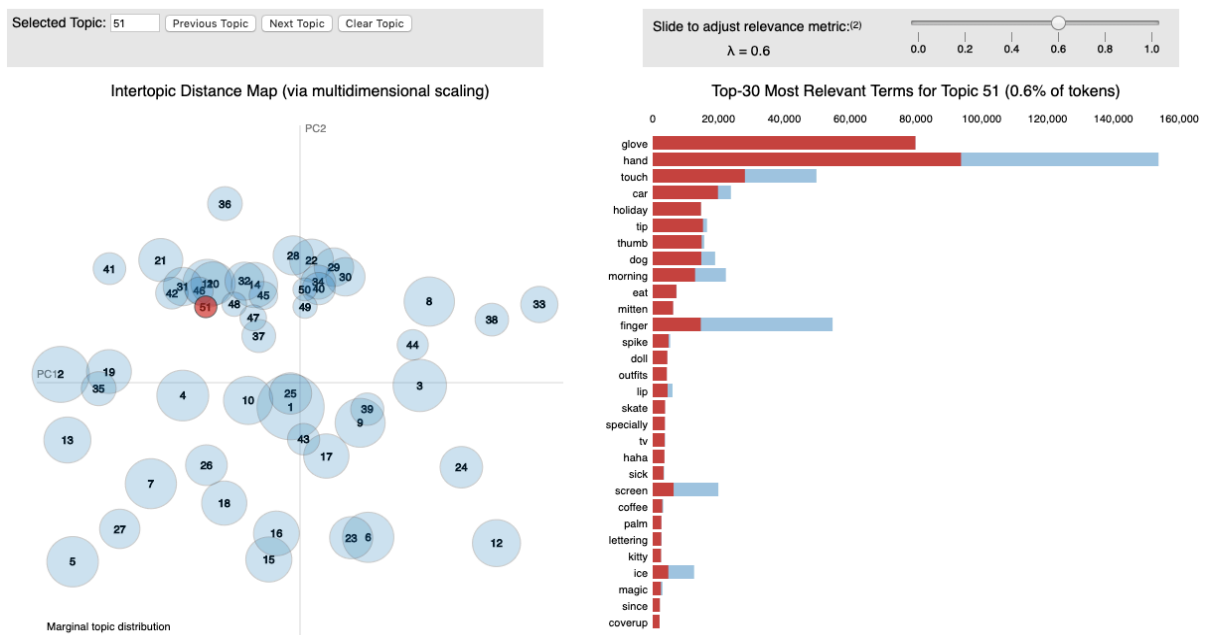 Selected Topic: 51 Previous Topic Next Topic Clear Topic
Slide to adjust relevance metric:(2)
λ = 0.6
0.0 0.2 0.4 0.6 0.8 1.0
Intertopic Distance Map (via multidimensional scaling)
PC2
36
28
22
21
41
29
30
32
14
34
31
42
46
20
45
50
40
51
48
49
8
33
47
38
37
44
PC1
2
19
35
3
4
10
25
1
39
9
13
43
17
26
24
7
18
27
16
23
6
12
15
5
Marginal topic distribution
Top-30 Most Relevant Terms for Topic 51 (0.6% of tokens)
0 20,000 40,000 60,000 80,000 100,000 120,000 140,000 160,000
glove
hand
touch
car
holiday
tip
thumb
dog
morning
eat
mitten
finger
spike
doll
outfits
lip
skate
specially
tv
haha
sick
screen
coffee
palm
lettering
kitty
ice
magic
since
coverup